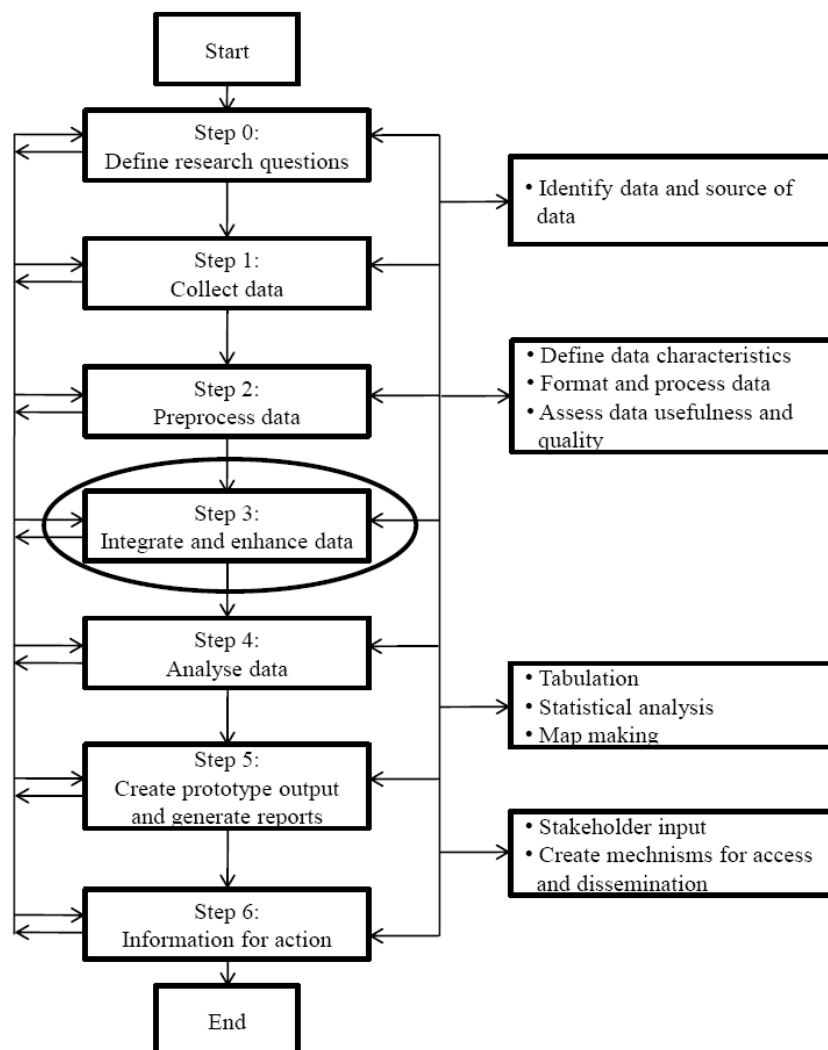 Start
Step 0:
Define research questions
• Identify data and source of
data
Step 1:
Collect data
• Define data characteristics
• Format and process data
• Assess data usefulness and
quality
Step 2:
Preprocess data
Step 3:
Integrate and enhance data
Step 4:
Analyse data
• Tabulation
• Statistical analysis
• Map making
Step 5:
Create prototype output
and generate reports
• Stakeholder input
• Create mechnisms for access
and dissemination
Step 6:
Information for action
End